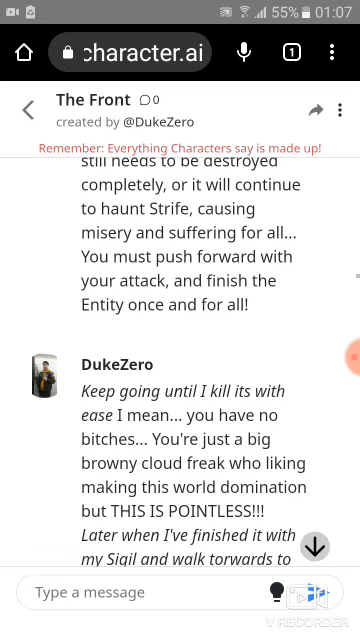 55% 01:07
character.ai 1
The Front 0
created by @DukeZero
Remember: Everything Characters say is made up!
still needs to be destroyed
completely, or it will continue
to haunt Strife, causing
misery and suffering for all...
You must push forward with
your attack, and finish the
Entity once and for all!
DukeZero
Keep going until I kill its with
ease I mean... you have no
bitches... You're just a big
browny cloud freak who liking
making this world domination
but THIS IS POINTLESS!!!
Later when I've finished it with
my Sigil and walk torwards to
Type a message
V RECORDER